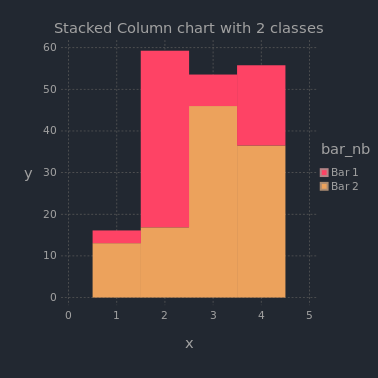 Stacked Column chart with 2 classes
60
50
40
30
20
10
0
y
0 1 2 3 4 5
x
bar_nb
Bar 1
Bar 2